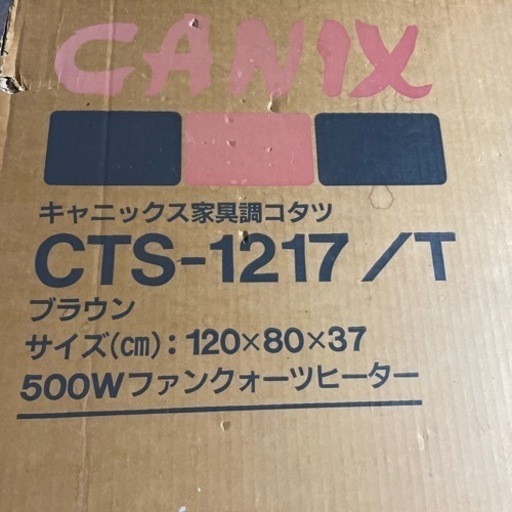 CANIX
キャニックス家具調コタツ
CTS-1217/T
ブラウン
サイズ(cm):120×80×37
500Wファンクォーツヒーター